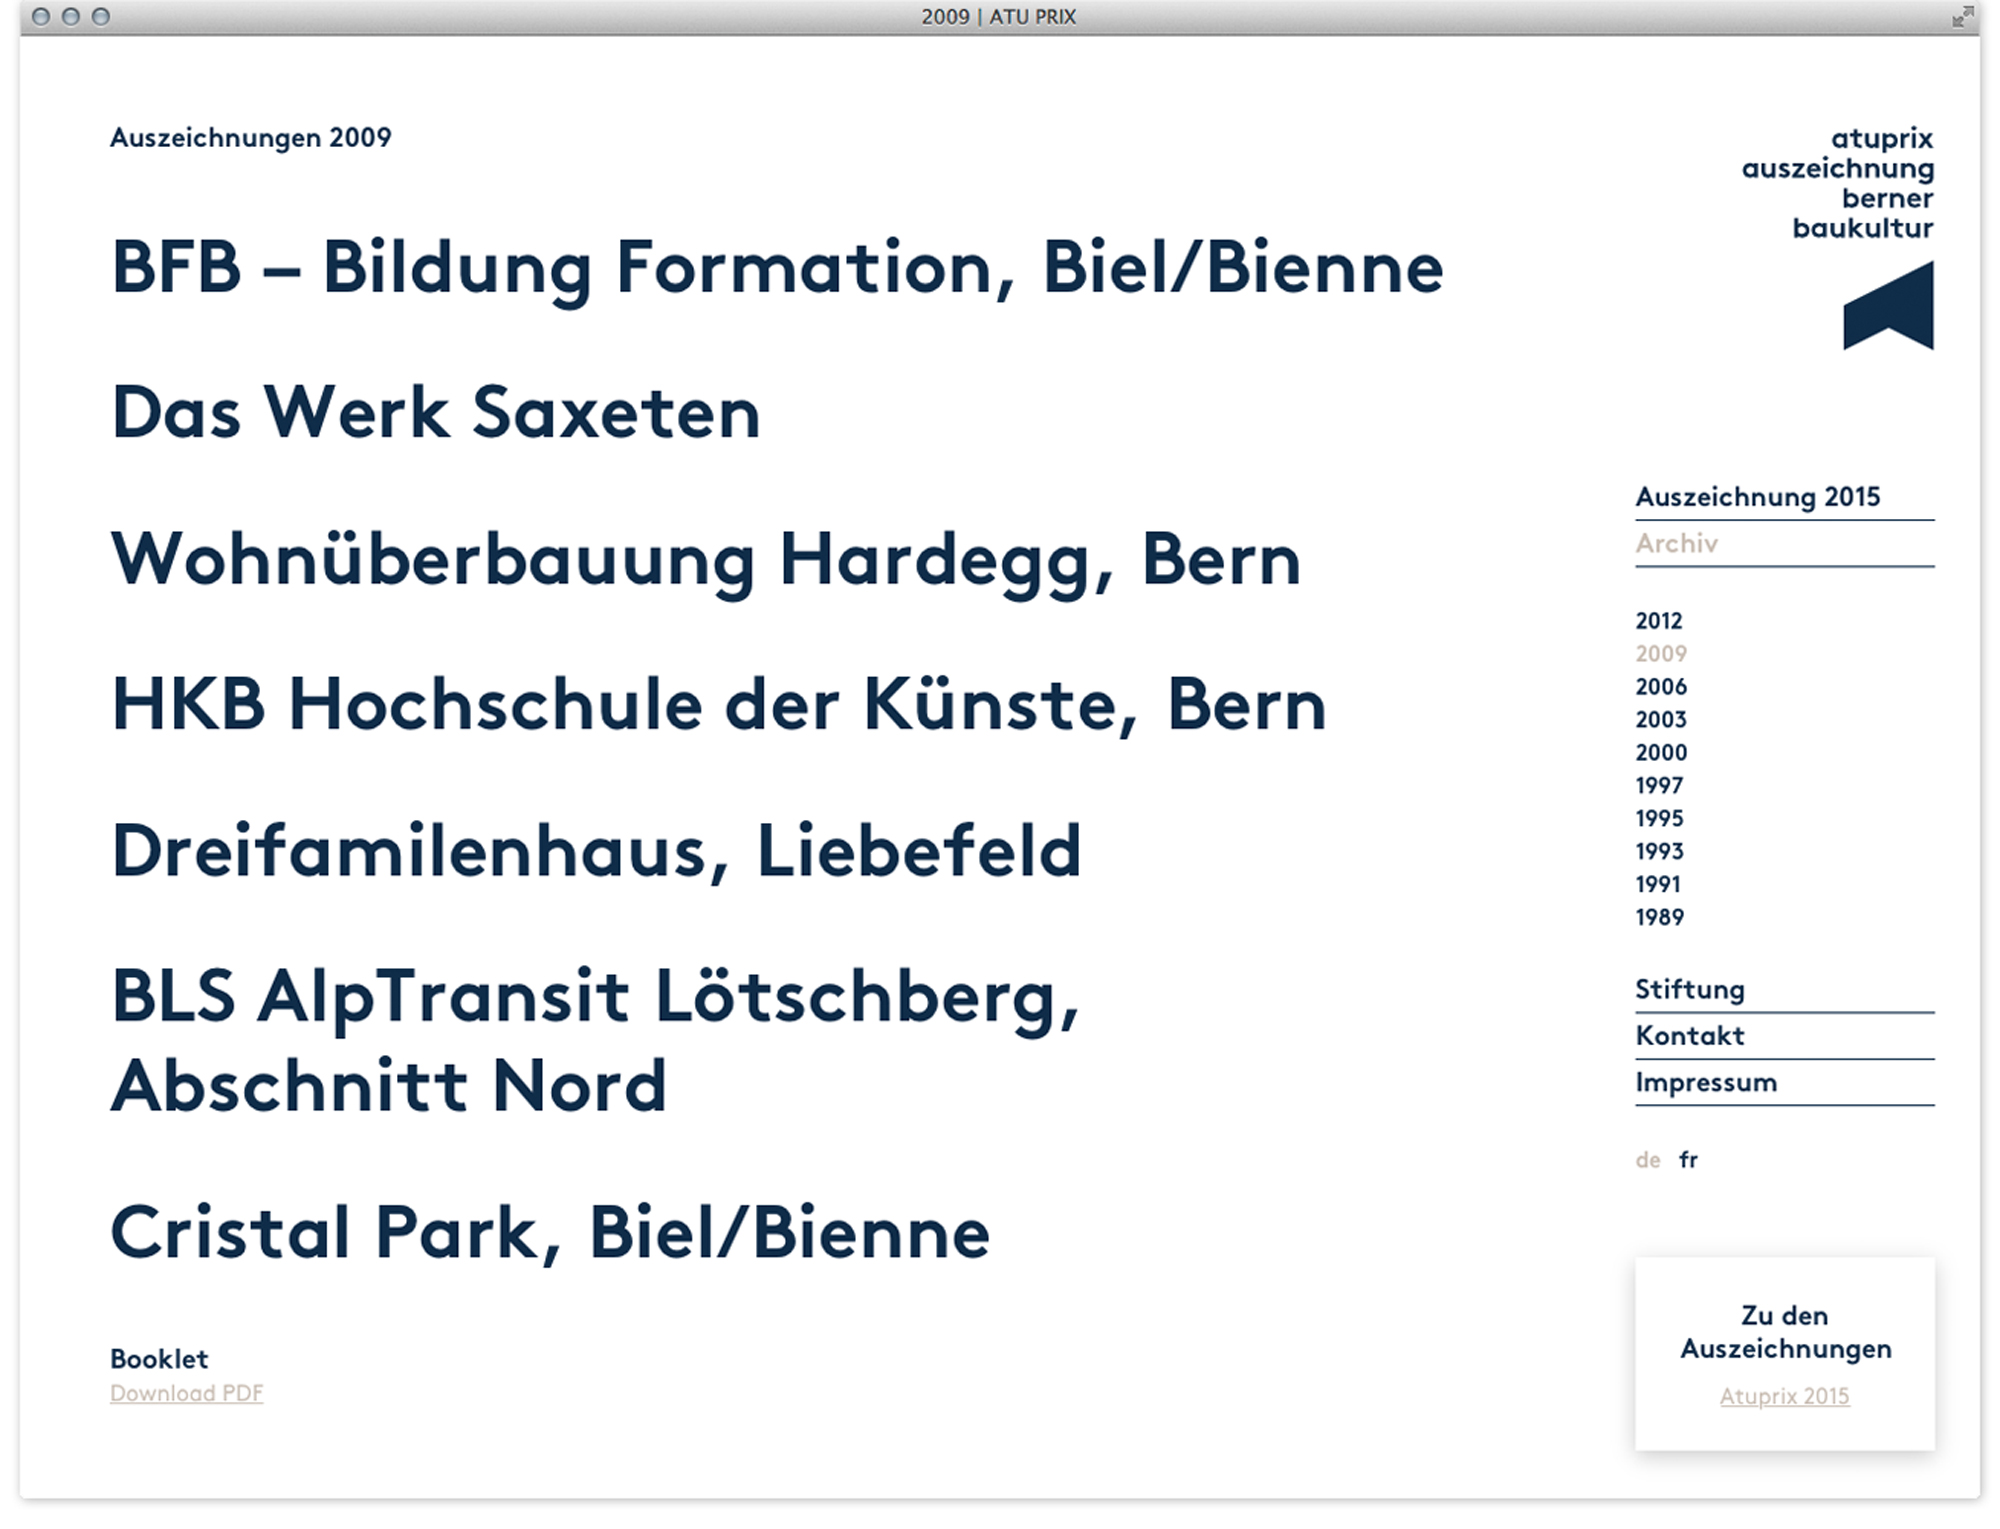 2009 | ATU PRIX
Auszeichnungen 2009
BFB – Bildung Formation, Biel/Bienne
Das Werk Saxeten
Wohnüberbauung Hardegg, Bern
HKB Hochschule der Künste, Bern
Dreifamilenhaus, Liebefeld
BLS AlpTransit Lötschberg,
Abschnitt Nord
Cristal Park, Biel/Bienne
Booklet
Download PDF
atuprix
auszeichnung
berner
baukultur
Auszeichnung 2015
Archiv
2012
2009
2006
2003
2000
1997
1995
1993
1991
1989
Stiftung
Kontakt
Impressum
de fr
Zu den
Auszeichnungen
Atuprix 2015